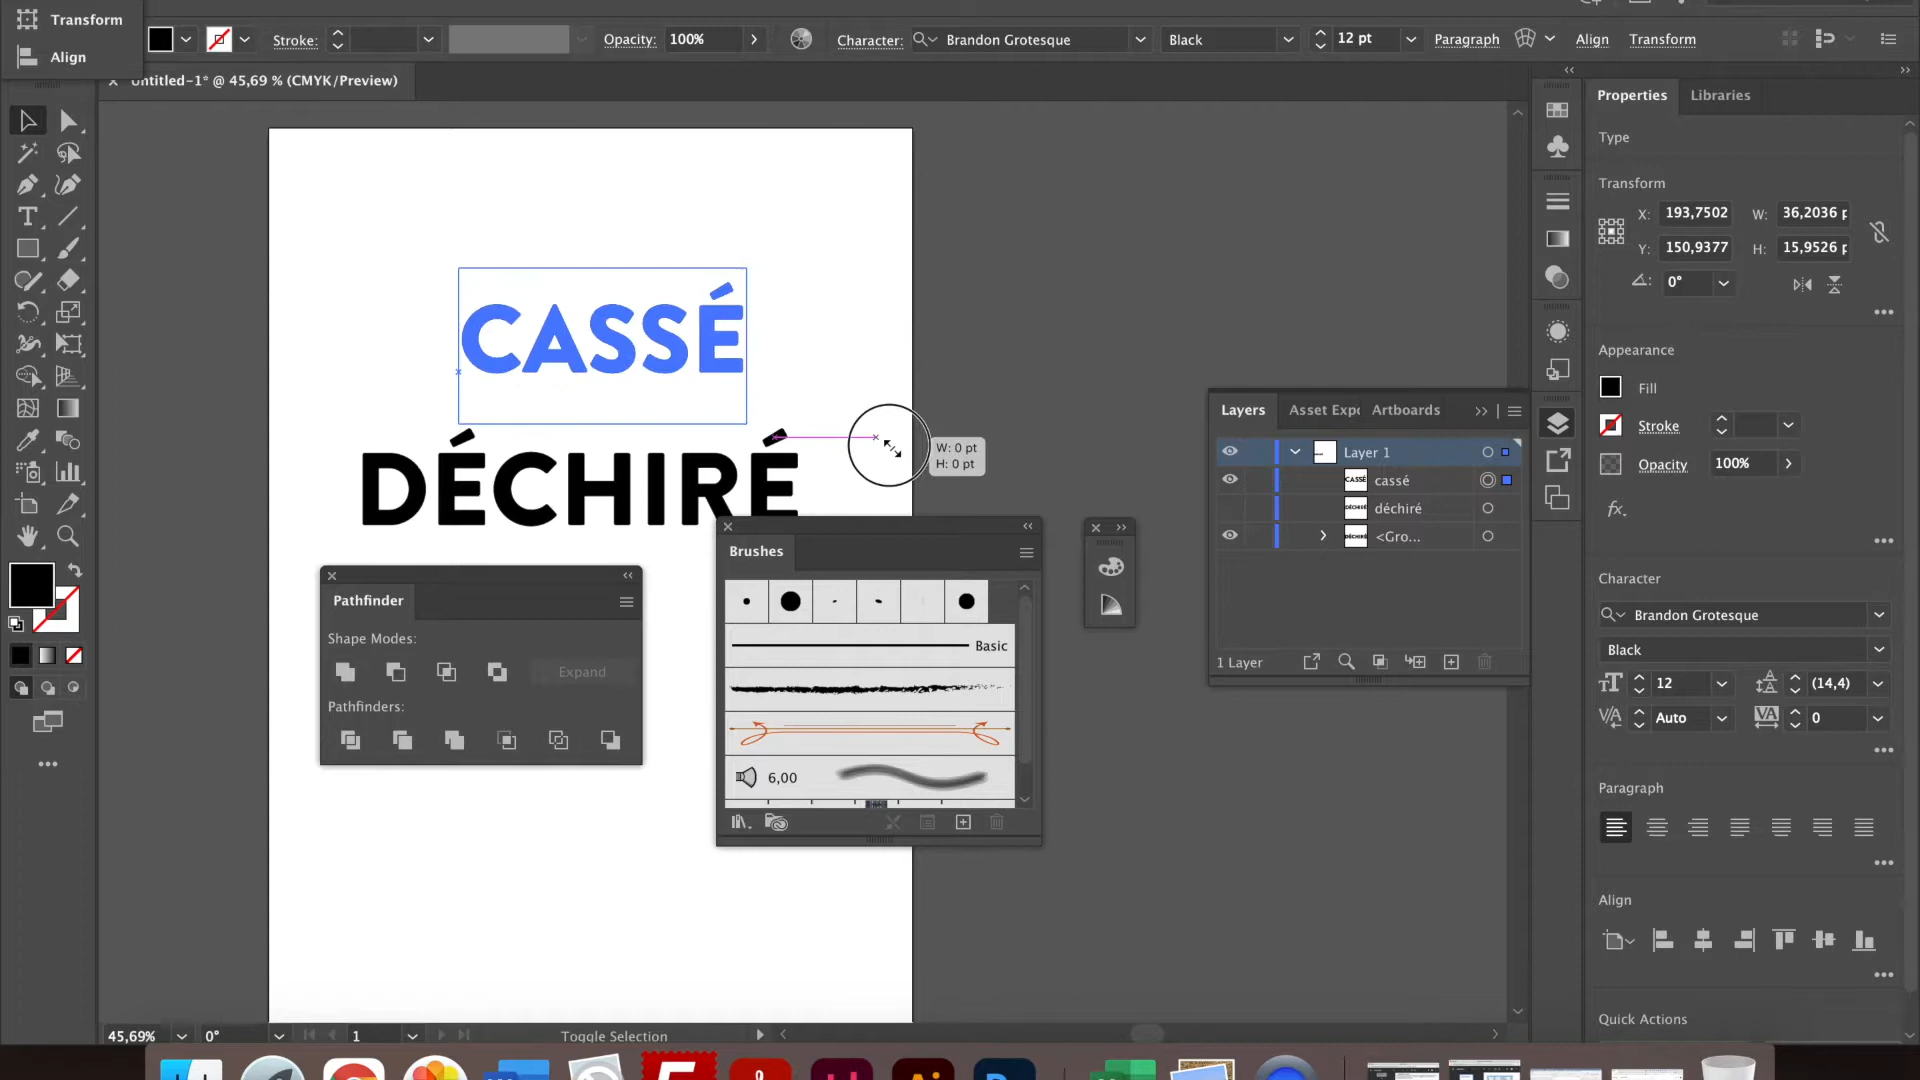 Transform
Align
Stroke:
Opacity:
100%
Character:
Brandon Grotesque
Black
12 pt
Paragraph
Align
Transform
Untitled-1* @ 45,69 % (CMYK/Preview)
Properties
Libraries
Type
Transform
X:
193,7502
W:
36,2036 p
Y:
150,9377
H:
15,9526 p
0°
Appearance
Fill
Stroke
Opacity
100%
fx.
Character
Brandon Grotesque
Black
12
(14,4)
Auto
0
Paragraph
Align
Quick Actions
CASSÉ
DÉCHIRÉ
W: 0 pt
H: 0 pt
Layers
Asset Expo
Artboards
Layer 1
cassé
déchiré
<Gro...
1 Layer
Pathfinder
Shape Modes:
Expand
Pathfinders:
Brushes
Basic
6,00
45,69%
0°
1
Toggle Selection